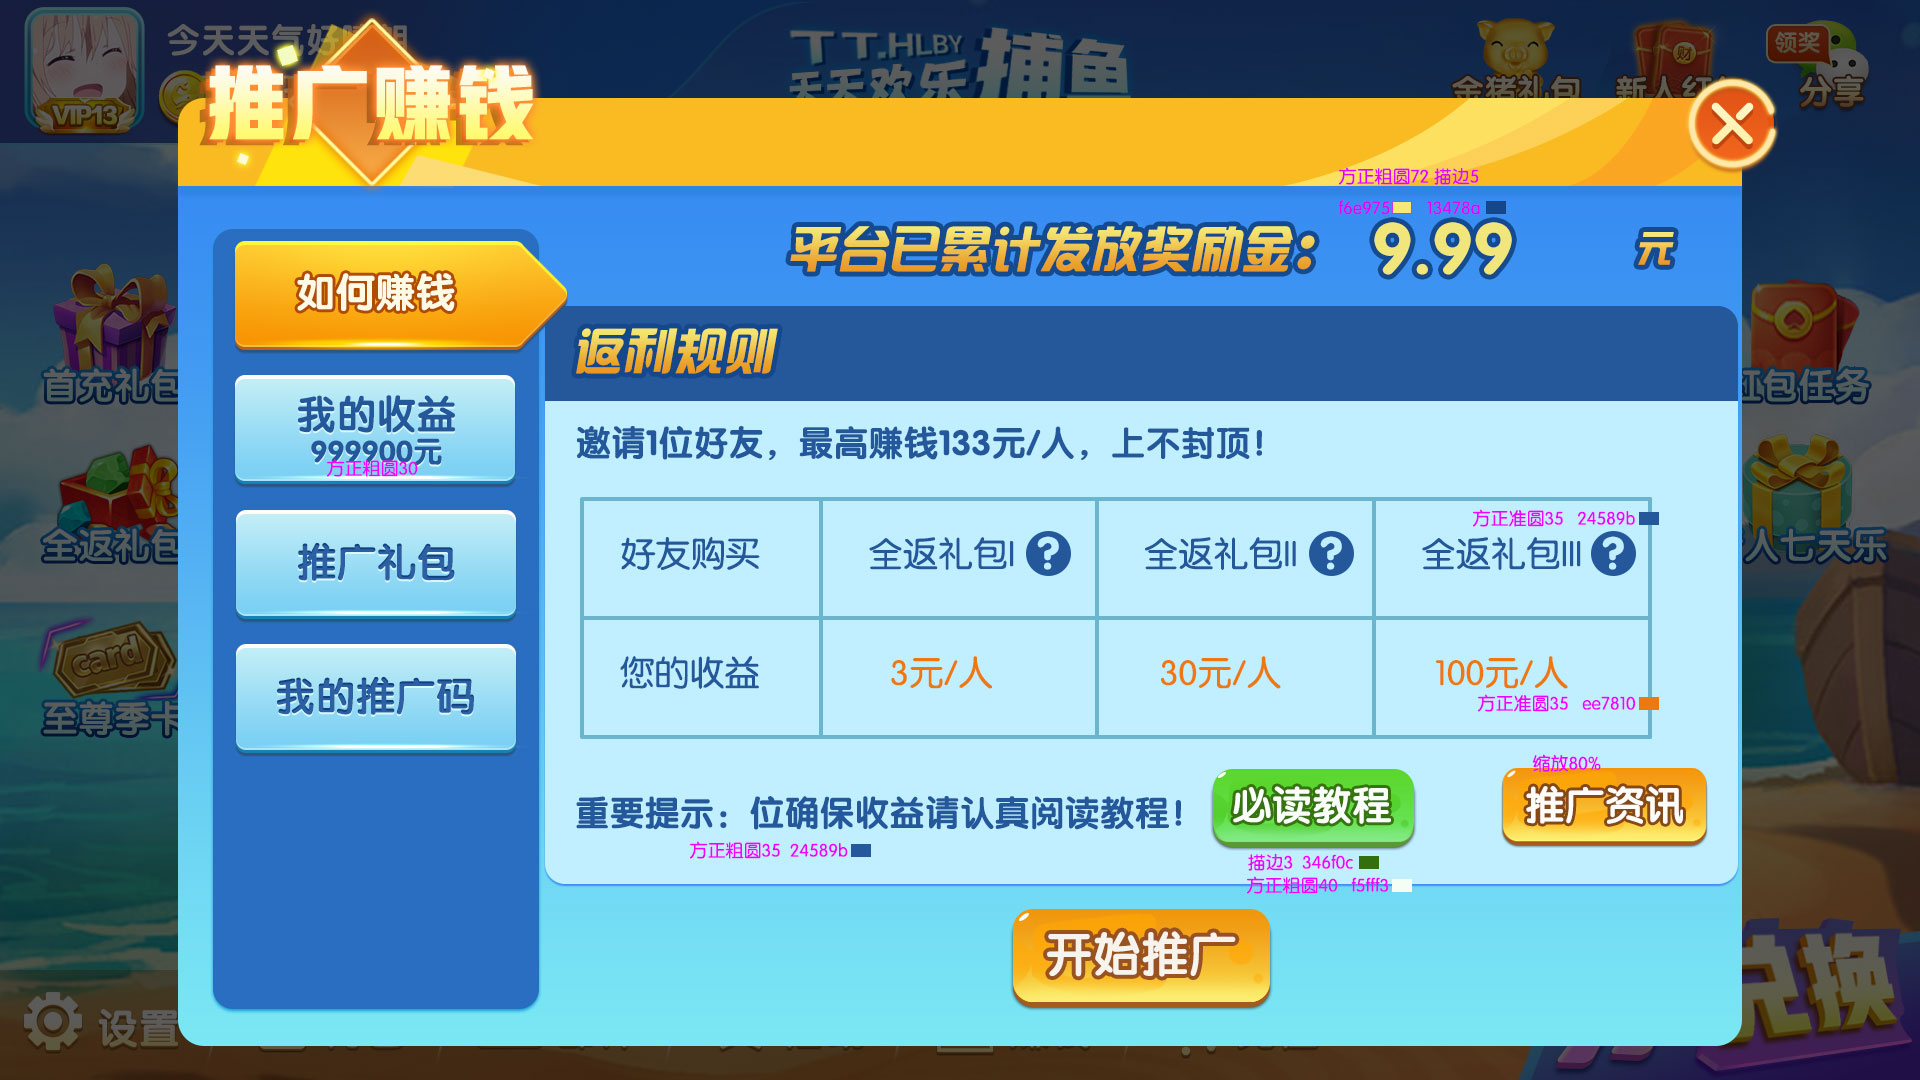 今天天气好晴朗
VIP13
TT.HLBY
天天欢乐捕鱼
金猪礼包
新人红
领奖
分享
推广赚钱
方正粗圆72 描边5
f6e975 13478a
平台已累计发放奖励金： 9.99 元
如何赚钱
我的收益
999900元
方正粗圆30
推广礼包
我的推广码
返利规则
邀请1位好友，最高赚钱133元/人，上不封顶！
方正准圆35 24589b
好友购买 全返礼包I ? 全返礼包II ? 全返礼包III ?
您的收益 3元/人 30元/人 100元/人
方正准圆35 ee7810
缩放80%
重要提示：位确保收益请认真阅读教程！
必读教程
推广资讯
方正粗圆35 24589b
描边3 346f0c
方正粗圆40 f5fff3
开始推广
首充礼包
全返礼包
card
至尊季卡
设置
红包任务
人七天乐
兑换